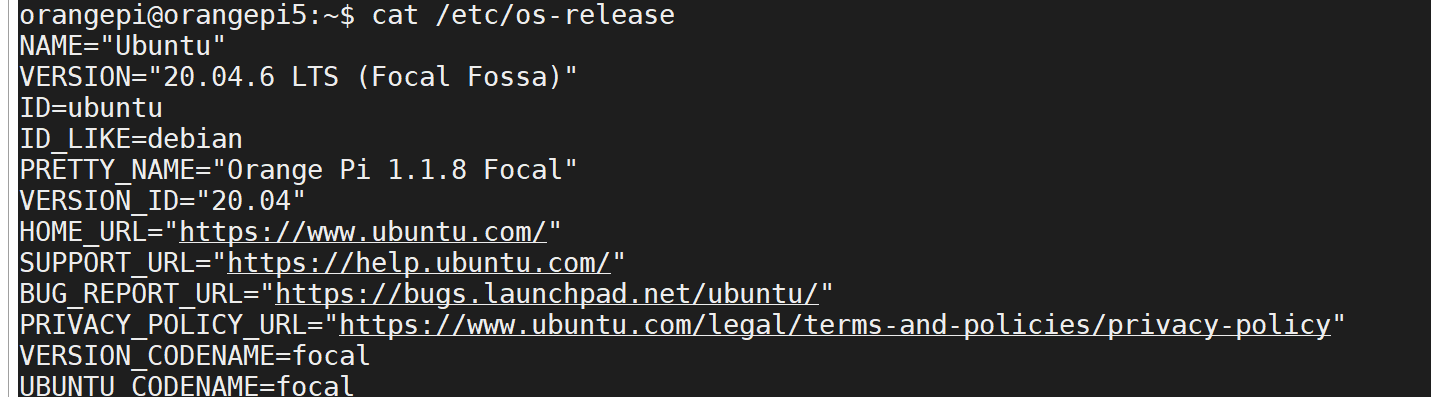 orangepi@orangepi5:~$ cat /etc/os-release
NAME="Ubuntu"
VERSION="20.04.6 LTS (Focal Fossa)"
ID=ubuntu
ID_LIKE=debian
PRETTY_NAME="Orange Pi 1.1.8 Focal"
VERSION_ID="20.04"
HOME_URL="https://www.ubuntu.com/"
SUPPORT_URL="https://help.ubuntu.com/"
BUG_REPORT_URL="https://bugs.launchpad.net/ubuntu/"
PRIVACY_POLICY_URL="https://www.ubuntu.com/legal/terms-and-policies/privacy-policy"
VERSION_CODENAME=focal
UBUNTU_CODENAME=focal